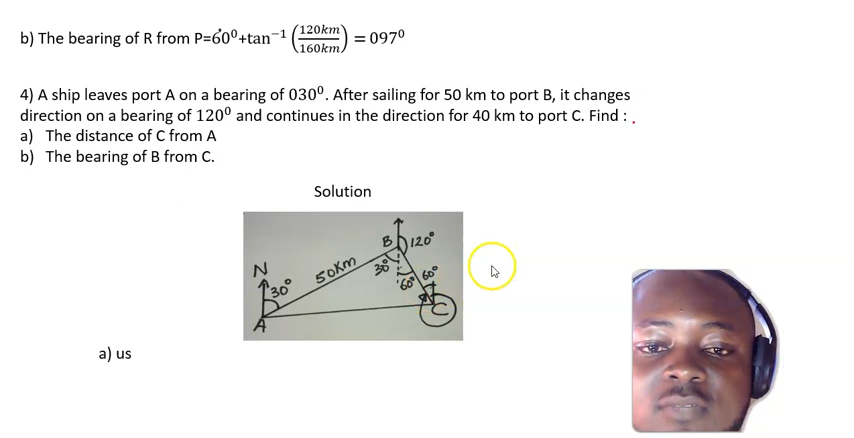 b) The bearing of R from P=60⁰+tan⁻¹(120km/160km) = 097⁰
4) A ship leaves port A on a bearing of 030⁰. After sailing for 50 km to port B, it changes
direction on a bearing of 120⁰ and continues in the direction for 40 km to port C. Find :
a) The distance of C from A
b) The bearing of B from C.
Solution
B 120°
N 50Km 30° 60°
30° 60°
A C
a) us